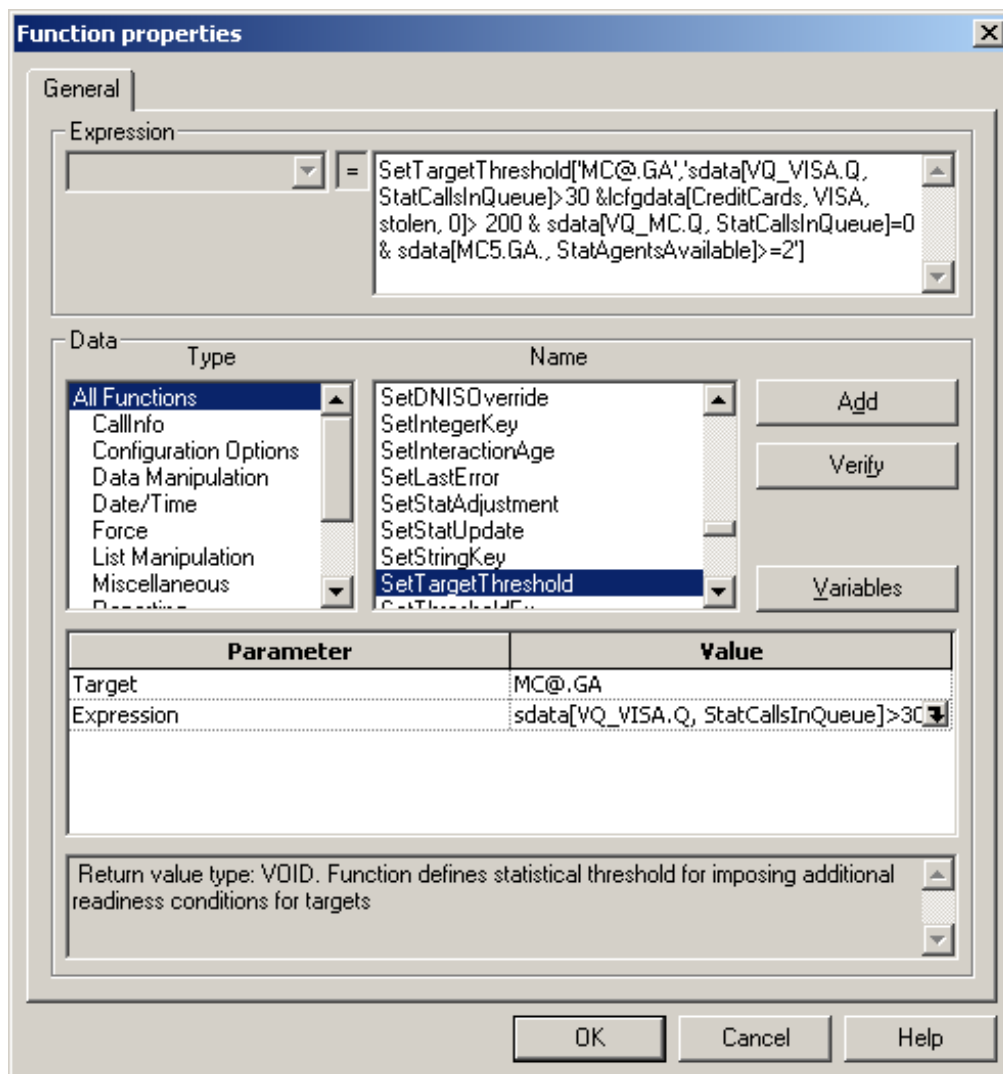 Function properties
General
Expression
=
SetTargetThreshold['MC@.GA','sdata[VQ_VISA.Q,
StatCallsInQueue]>30 &lcfgdata[CreditCards, VISA,
stolen, 0]> 200 & sdata[VQ_MC.Q, StatCallsInQueue]=0
& sdata[MC5.GA., StatAgentsAvailable]>=2']
Data
Type
Name
All Functions
CallInfo
Configuration Options
Data Manipulation
Date/Time
Force
List Manipulation
Miscellaneous
SetDNISOverride
SetIntegerKey
SetInteractionAge
SetLastError
SetStatAdjustment
SetStatUpdate
SetStringKey
SetTargetThreshold
Add
Verify
Variables
Parameter Value
Target MC@.GA
Expression sdata[VQ_VISA.Q, StatCallsInQueue]>30
Return value type: VOID. Function defines statistical threshold for imposing additional
readiness conditions for targets
OK Cancel Help